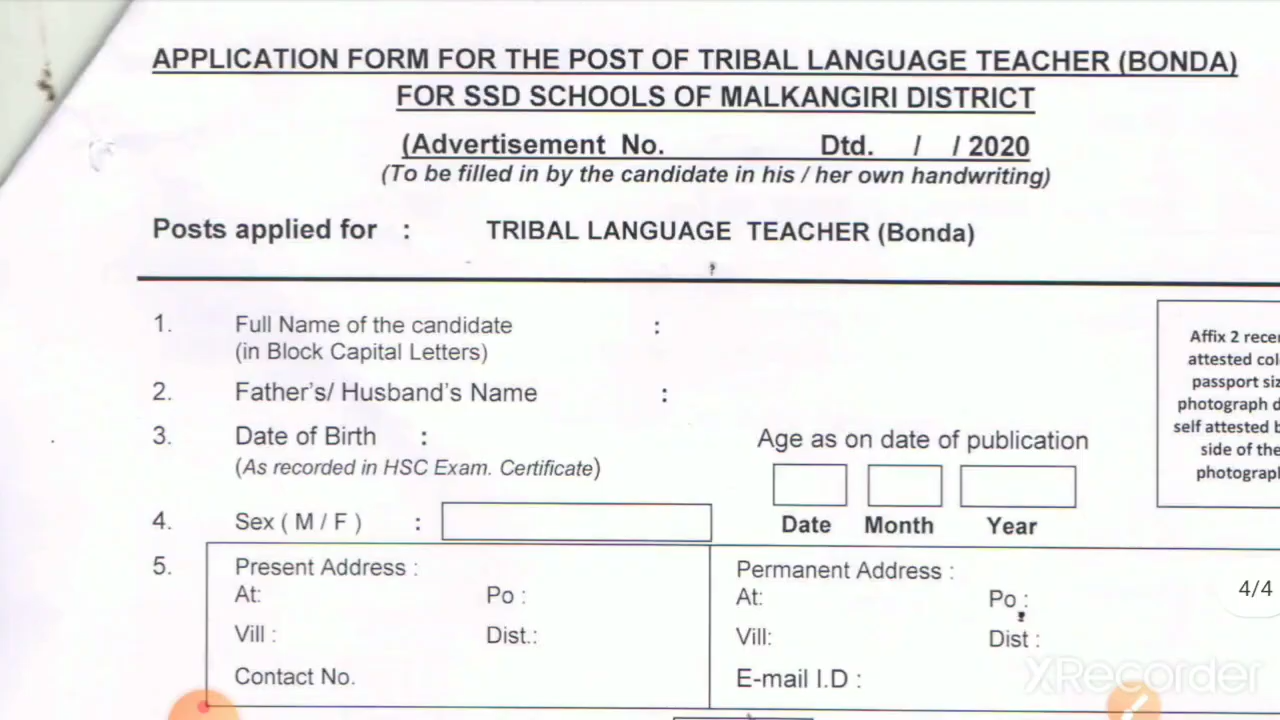 APPLICATION FORM FOR THE POST OF TRIBAL LANGUAGE TEACHER (BONDA)
FOR SSD SCHOOLS OF MALKANGIRI DISTRICT
(Advertisement No. Dtd. / / 2020
(To be filled in by the candidate in his / her own handwriting)
Posts applied for : TRIBAL LANGUAGE TEACHER (Bonda)
1. Full Name of the candidate :
(in Block Capital Letters)
2. Father's/ Husband's Name :
3. Date of Birth :
(As recorded in HSC Exam. Certificate)
Age as on date of publication
Date Month Year
Affix 2
attested
passport
photograph
self attested
side of the
4. Sex ( M / F ) :
5. Present Address :
At: Po :
Vill : Dist.:
Contact No.
Permanent Address :
At: Po :
Vill: Dist :
E-mail I.D :
4/4
XRecorder